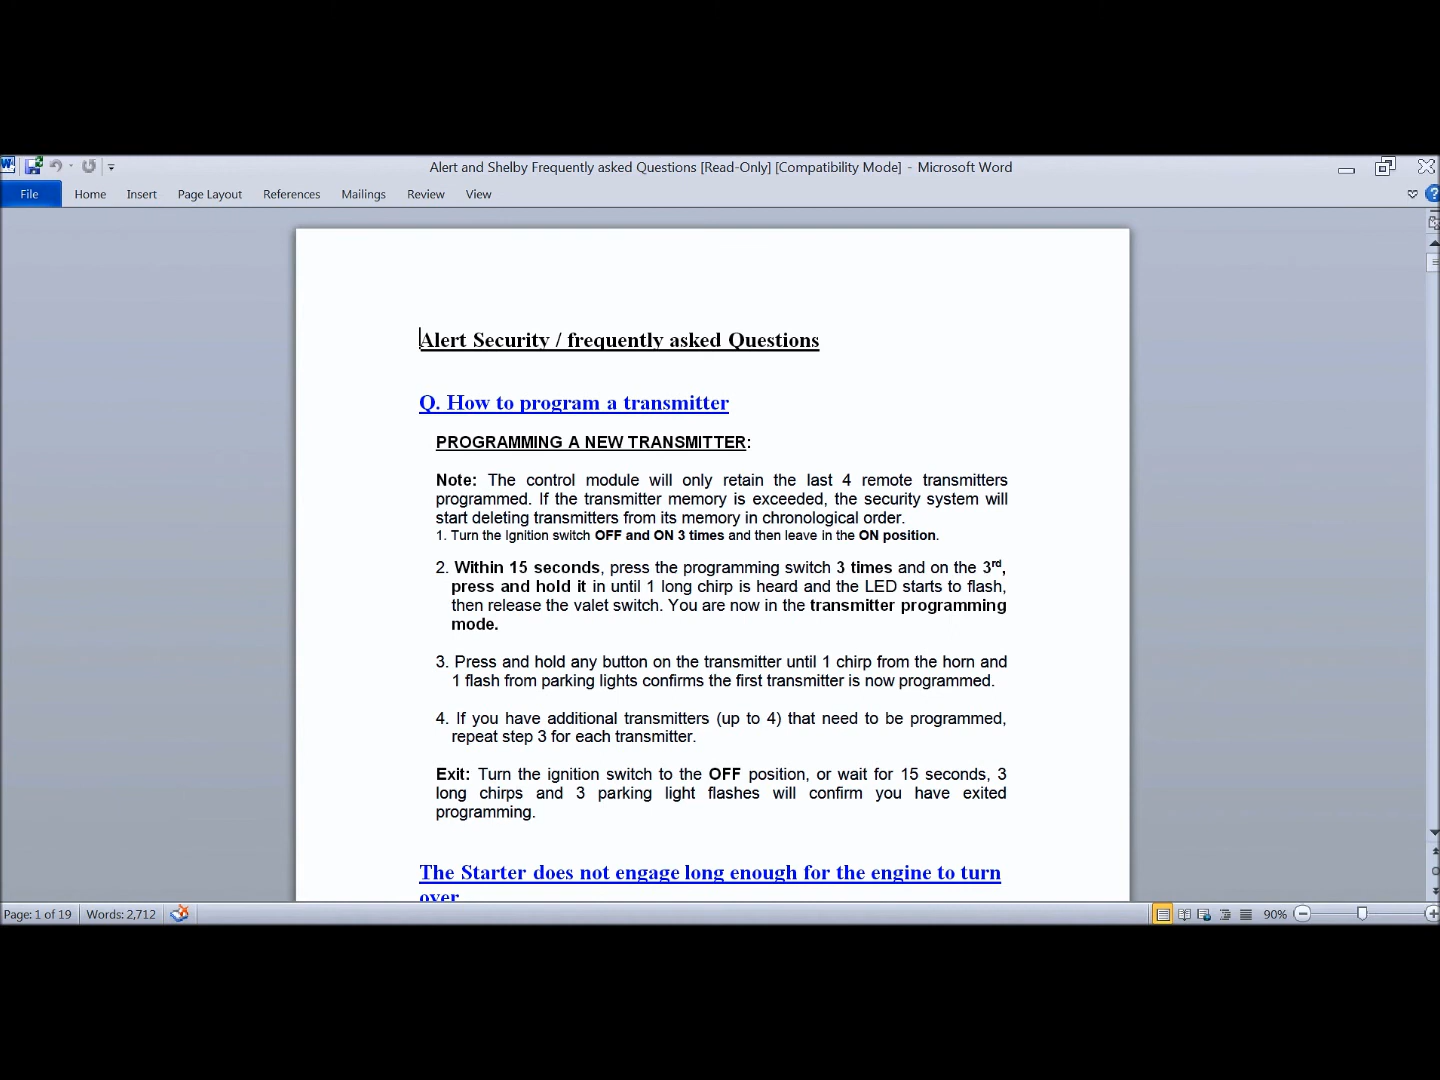 Alert and Shelby Frequently asked Questions [Read-Only] [Compatibility Mode] - Microsoft Word
File Home Insert Page Layout References Mailings Review View
Alert Security / frequently asked Questions
Q. How to program a transmitter
PROGRAMMING A NEW TRANSMITTER:
Note: The control module will only retain the last 4 remote transmitters
programmed. If the transmitter memory is exceeded, the security system will
start deleting transmitters from its memory in chronological order.
1. Turn the Ignition switch OFF and ON 3 times and then leave in the ON position.
2. Within 15 seconds, press the programming switch 3 times and on the 3rd,
press and hold it in until 1 long chirp is heard and the LED starts to flash,
then release the valet switch. You are now in the transmitter programming
mode.
3. Press and hold any button on the transmitter until 1 chirp from the horn and
1 flash from parking lights confirms the first transmitter is now programmed.
4. If you have additional transmitters (up to 4) that need to be programmed,
repeat step 3 for each transmitter.
Exit: Turn the ignition switch to the OFF position, or wait for 15 seconds, 3
long chirps and 3 parking light flashes will confirm you have exited
programming.
The Starter does not engage long enough for the engine to turn
over
Page: 1 of 19 Words: 2,712 90%